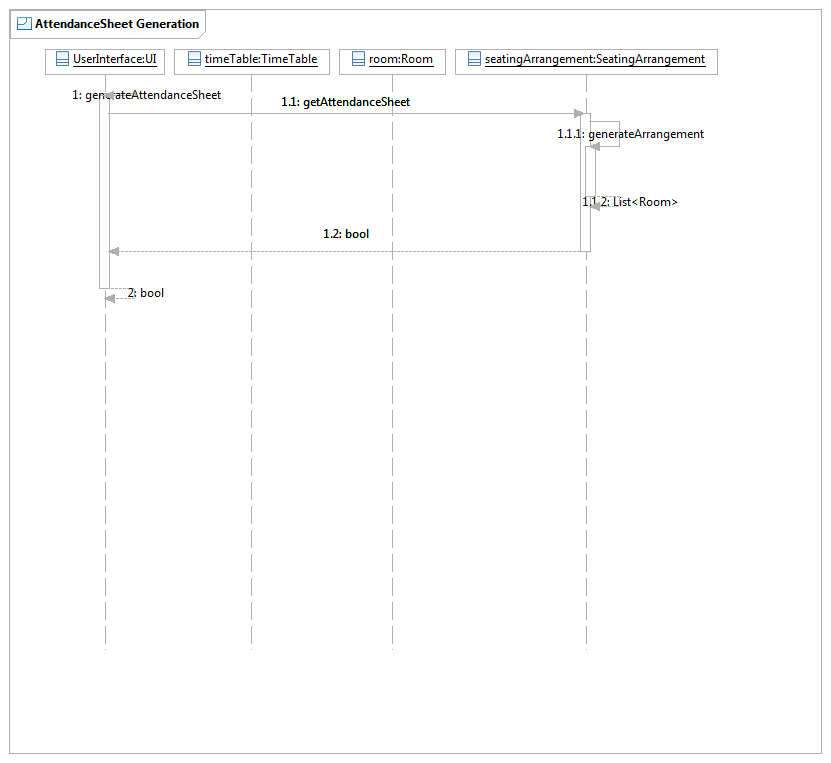 AttendanceSheet Generation
UserInterface:UI
timeTable:TimeTable
room:Room
seatingArrangement:SeatingArrangement
1: generateAttendanceSheet
1.1: getAttendanceSheet
1.1.1: generateArrangement
1.1.2: List<Room>
1.2: bool
2: bool